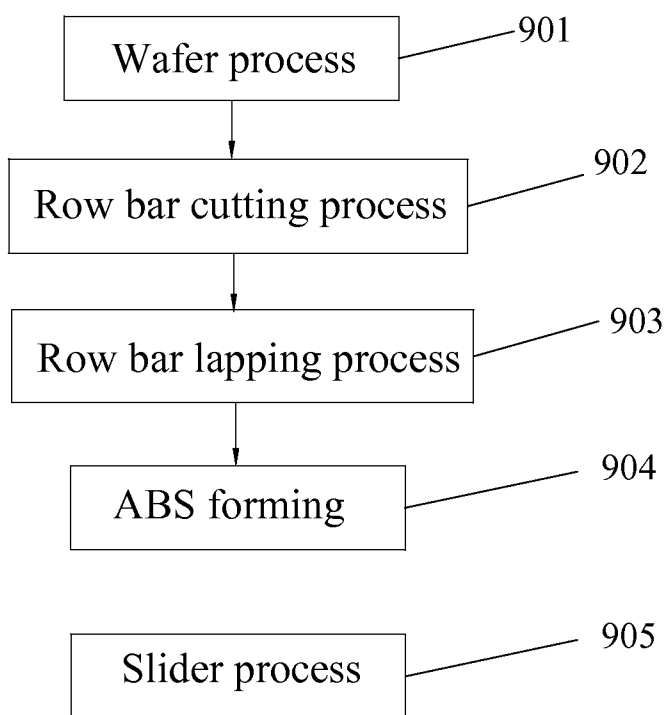 Wafer process
901
Row bar cutting process
902
Row bar lapping process
903
ABS forming
904
Slider process
905